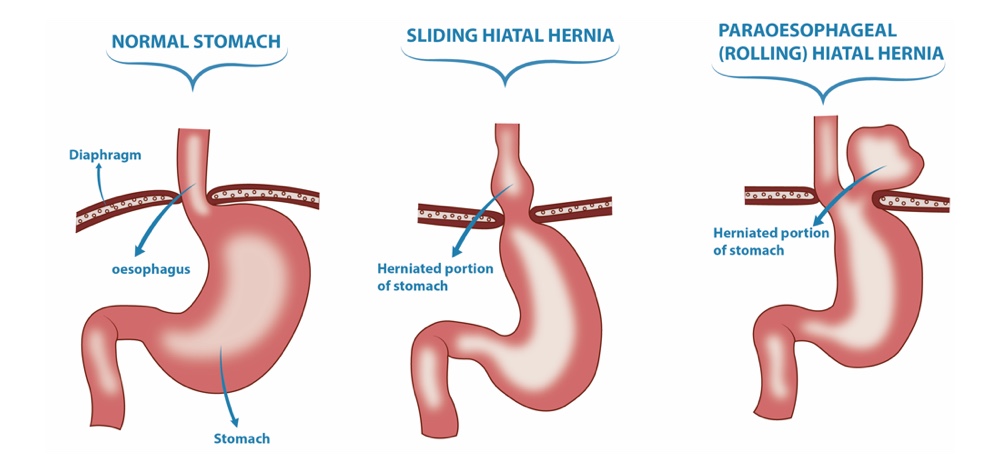 NORMAL STOMACH
Diaphragm
oesophagus
Stomach
SLIDING HIATAL HERNIA
Herniated portion
of stomach
PARAOESOPHAGEAL
(ROLLING) HIATAL HERNIA
Herniated portion
of stomach